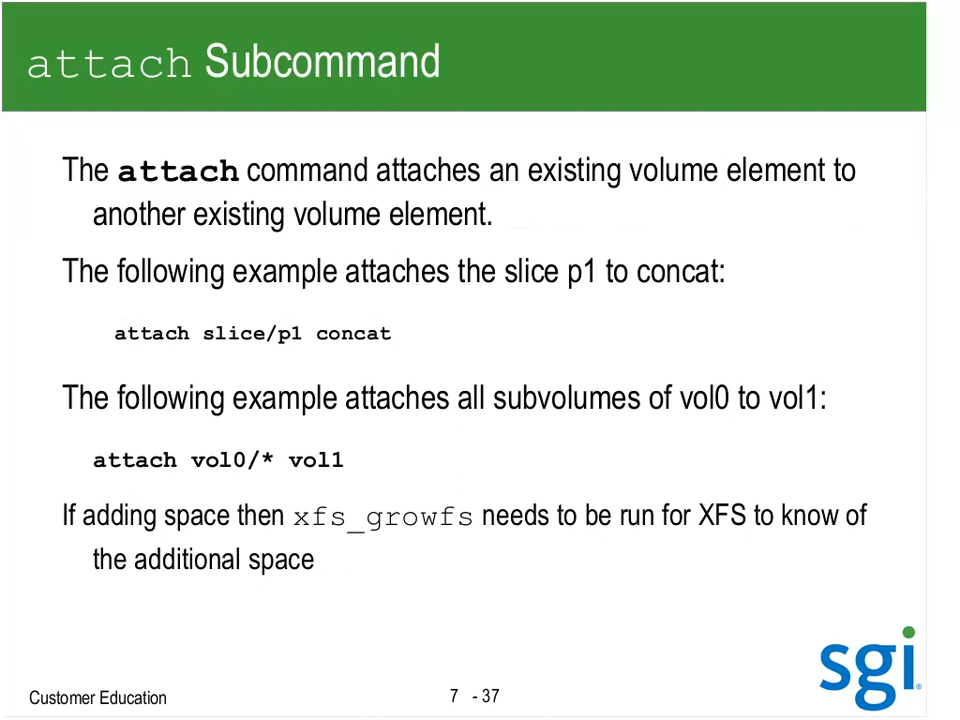 attach Subcommand
The attach command attaches an existing volume element to
another existing volume element.
The following example attaches the slice p1 to concat:
attach slice/p1 concat
The following example attaches all subvolumes of vol0 to vol1:
attach vol0/* vol1
If adding space then xfs_growfs needs to be run for XFS to know of
the additional space
sgi®
Customer Education
7 - 37